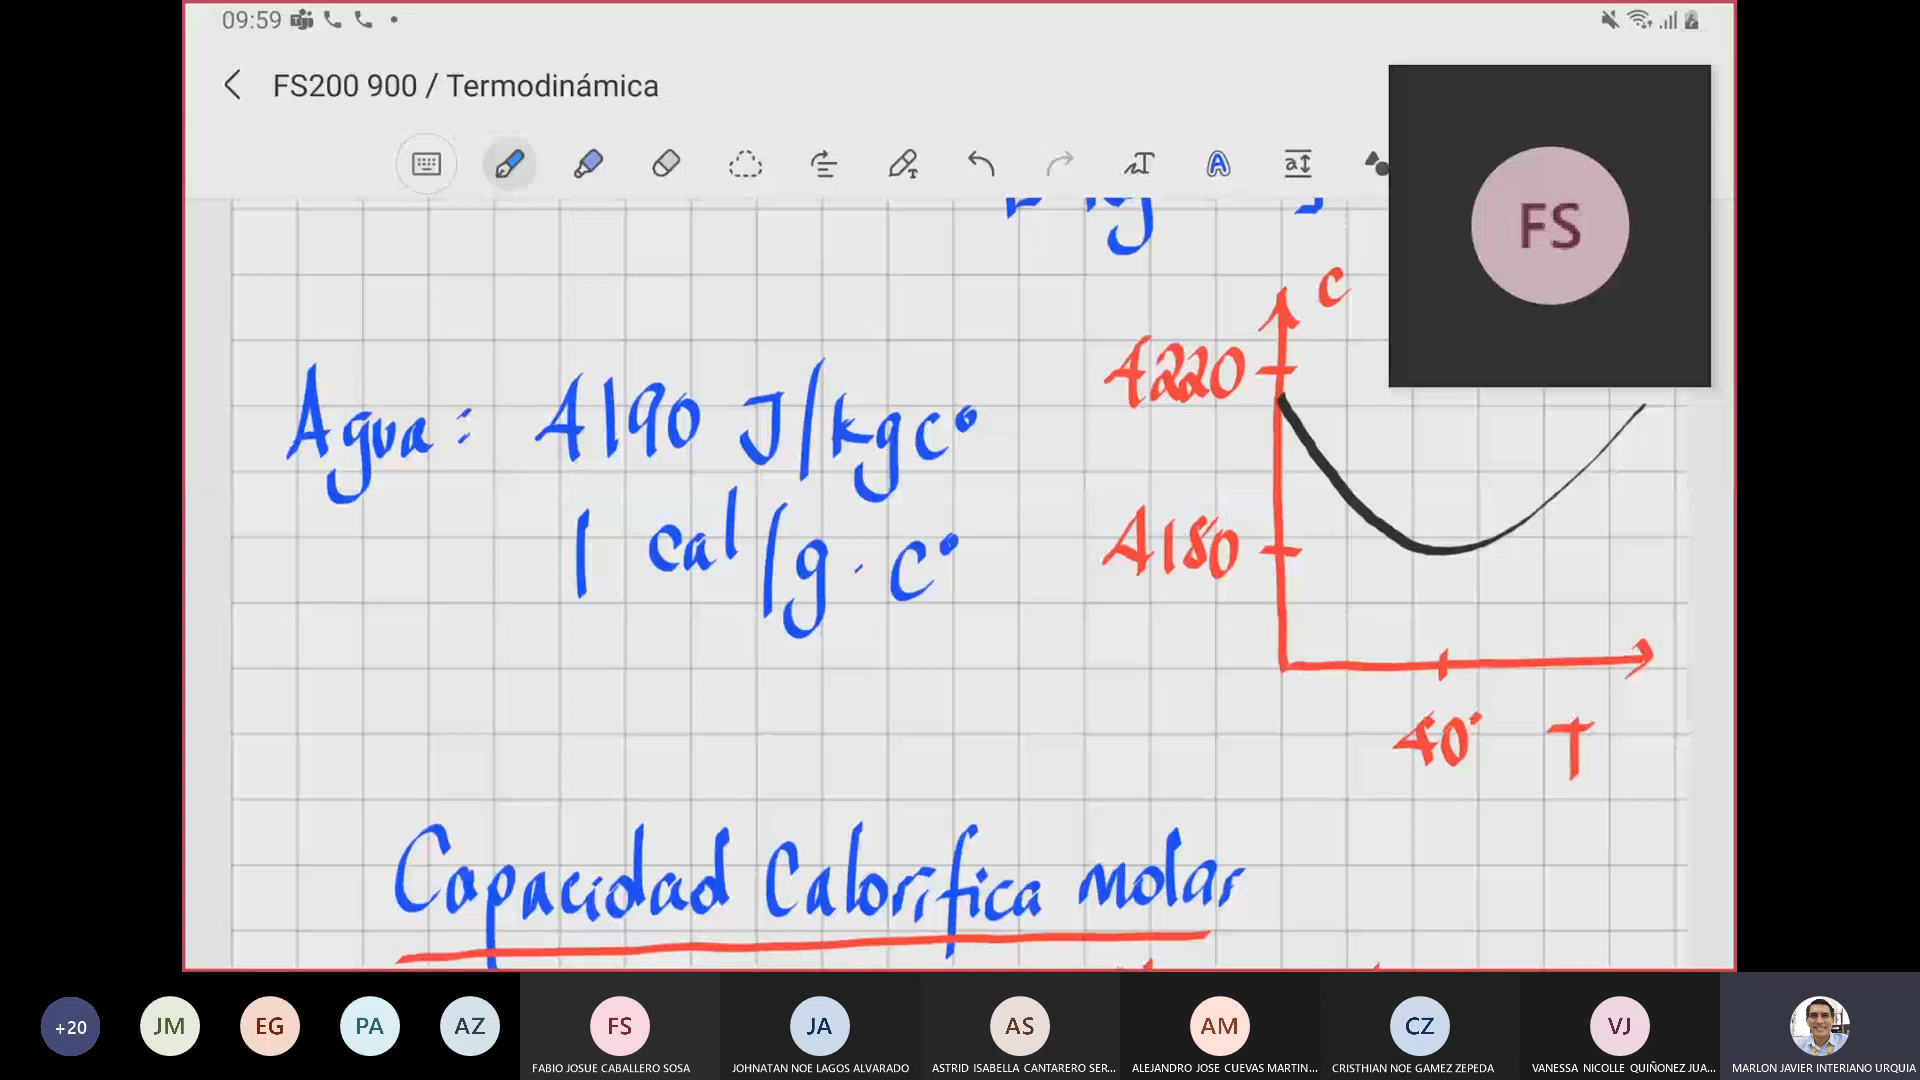 09:59
FS200 900 / Termodinámica
FS
C
4220
Agua: 4190 J/kgc°
4180
1 cal/g·c°
40° T
Capacidad Calorífica molar
+20 JM EG PA AZ FS JA AS AM CZ VJ
FABIO JOSUE CABALLERO SOSA JOHNATAN NOE LAGOS ALVARADO ASTRID ISABELLA CANTARERO SER... ALEJANDRO JOSE CUEVAS MARTIN... CRISTHIAN NOE GAMEZ ZEPEDA VANESSA NICOLLE QUIÑONEZ JUA... MARLON JAVIER INTERIANO URQUIA